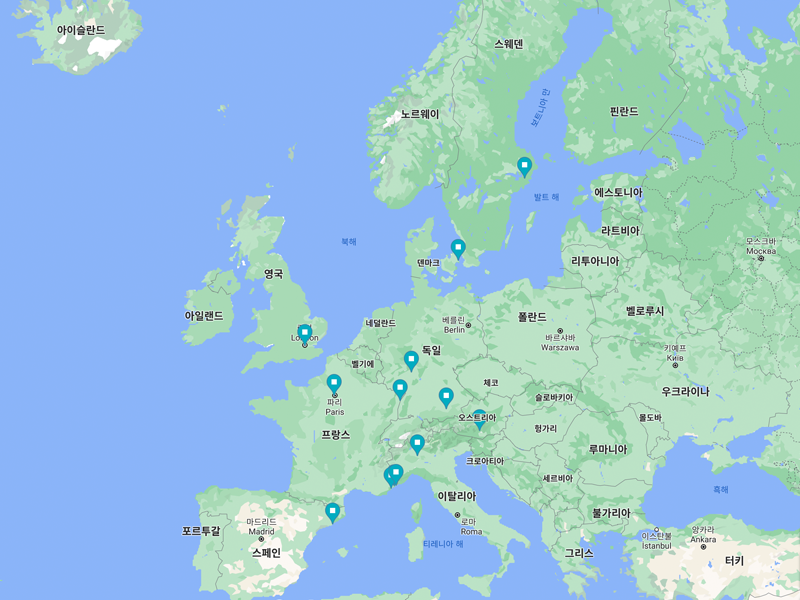 아이슬란드
스웨덴
보트니아 만
노르웨이
핀란드
발트 해
에스토니아
라트비아
북해
모스크바
Москва
덴마크
리투아니아
영국
아일랜드
벨로루시
네덜란드
베를린
Berlin
폴란드
바르샤바
Warszawa
London
벨기에
독일
키예프
Київ
체코
슬로바키아
우크라이나
파리
Paris
오스트리아
몰도바
프랑스
헝가리
루마니아
크로아티아
세르비아
흑해
이탈리아
불가리아
마드리드
Madrid
로마
Roma
포르투갈
스페인
티레니아 해
이스탄불
Istanbul
앙카라
Ankara
그리스
터키